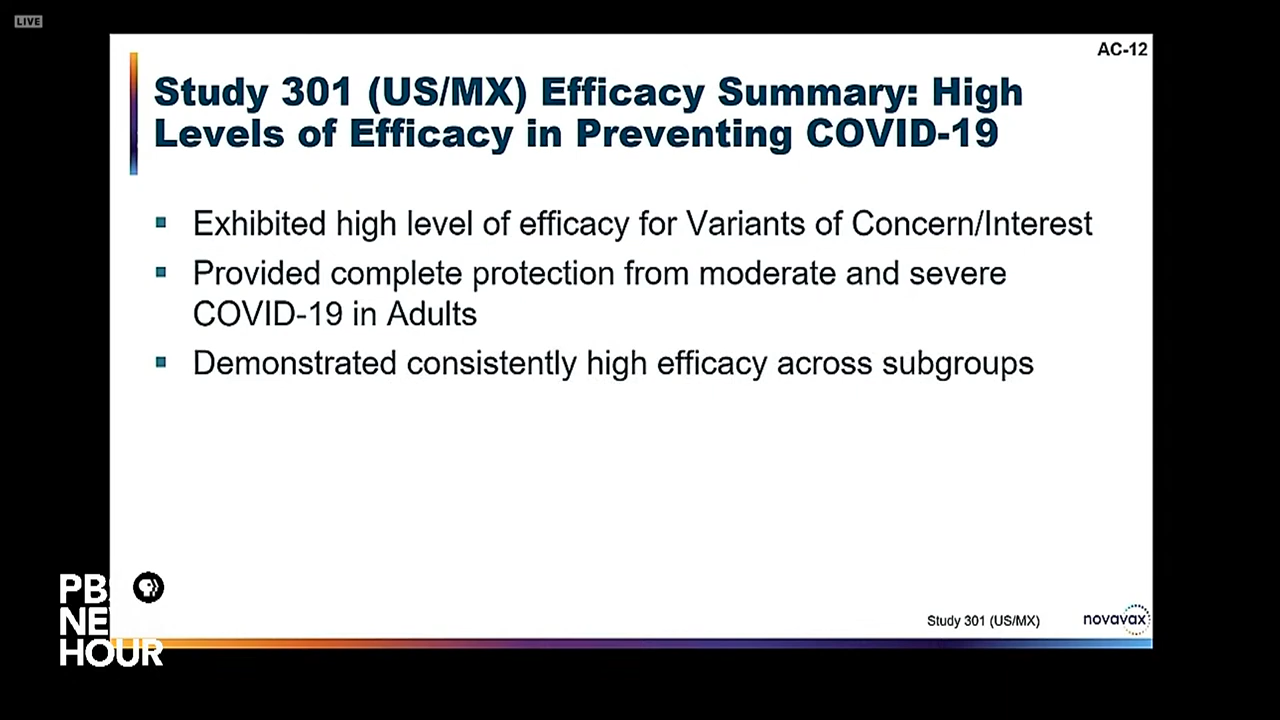 LIVE
AC-12
Study 301 (US/MX) Efficacy Summary: High
Levels of Efficacy in Preventing COVID-19
Exhibited high level of efficacy for Variants of Concern/Interest
Provided complete protection from moderate and severe
COVID-19 in Adults
Demonstrated consistently high efficacy across subgroups
Study 301 (US/MX)
novavax
PB
NE
HOUR